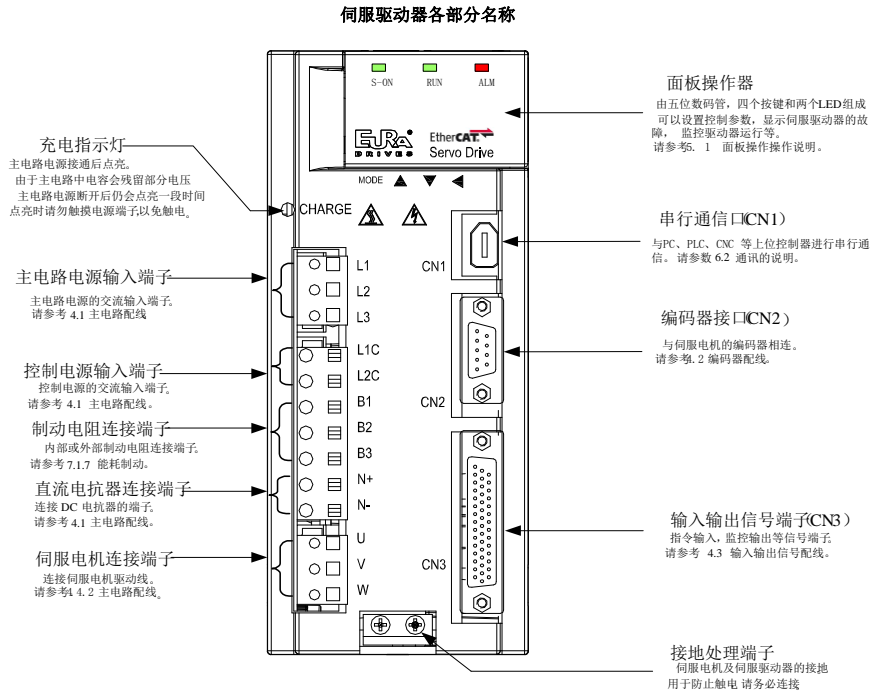 伺服驱动器各部分名称
S-ON RUN ALM
EURA
DRIVES
EtherCAT
Servo Drive
MODE
CHARGE
充电指示灯
主电路电源接通后点亮。
由于主电路中电容会残留部分电压
主电路电源断开后仍会点亮一段时间
点亮时请勿触摸电源端子,以免触电。
主电路电源输入端子
主电路电源的交流输入端子。
请参考 4.1 主电路配线
控制电源输入端子
控制电源的交流输入端子。
请参考 4.1 主电路配线。
制动电阻连接端子
内部或外部制动电阻连接端子。
请参考 7.1.7 能耗制动。
直流电抗器连接端子
连接 DC 电抗器的端子。
请参考 4.1 主电路配线。
伺服电机连接端子
连接伺服电机驱动线。
请参考4 4.2 主电路配线。
L1
L2
L3
L1C
L2C
B1
B2
B3
N+
N-
U
V
W
CN1
CN2
CN3
面板操作器
由五位数码管，四个按键和两个LED组成
可以设置控制参数，显示伺服驱动器的故
障， 监控驱动器运行等。
请参考5. 1 面板操作操作说明。
串行通信口(CN1）
与PC、PLC、CNC 等上位控制器进行串行通
信。请参数 6.2 通讯的说明。
编码器接口(CN2）
与伺服电机的编码器相连。
请参考4.2 编码器配线。
输入输出信号端子(CN3）
指令输入，监控输出等信号端子。
请参考 4.3 输入输出信号配线。
接地处理端子
伺服电机及伺服驱动器的接地
用于防止触电 请务必连接